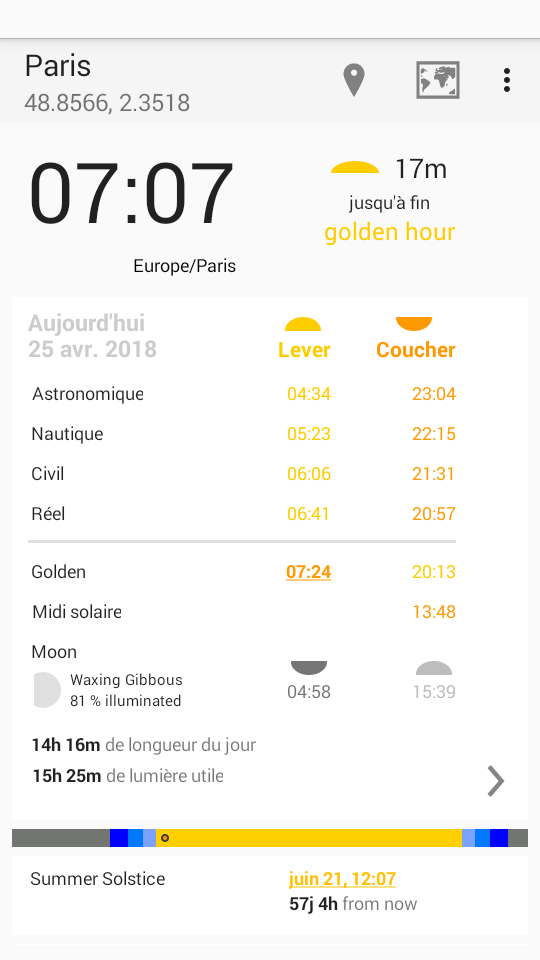 Paris
48.8566, 2.3518
07:07
Europe/Paris
17m
jusqu'à fin
golden hour
Aujourd'hui
25 avr. 2018
Lever
Coucher
Astronomique 04:34 23:04
Nautique 05:23 22:15
Civil 06:06 21:31
Réel 06:41 20:57
Golden 07:24 20:13
Midi solaire 13:48
Moon
Waxing Gibbous
81 % illuminated
04:58 15:39
14h 16m de longueur du jour
15h 25m de lumière utile
Summer Solstice juin 21, 12:07
57j 4h from now